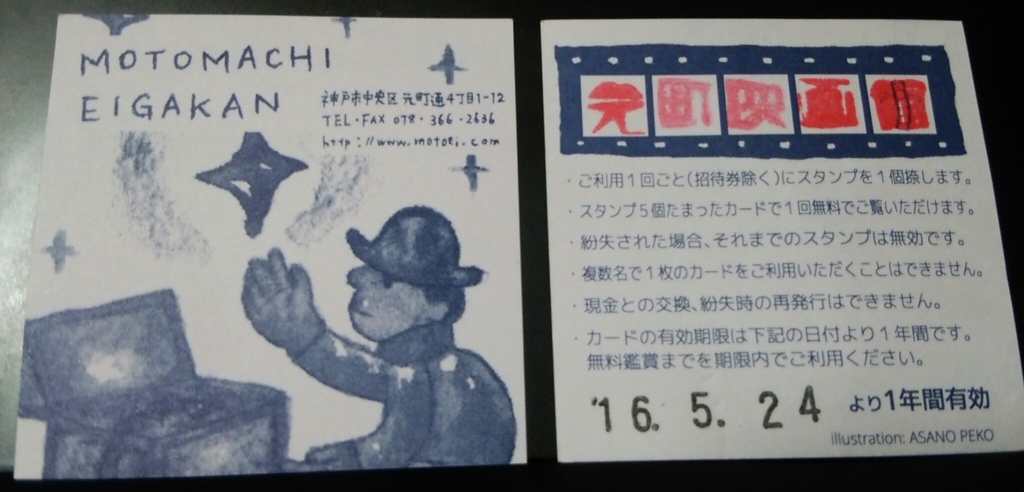 MOTOMACHI
EIGAKAN
神戸市中央区元町通4丁目1-12
TEL・FAX 078・366・2636
http://www.motoei.com
元町映画館
・ご利用1回ごと(招待券除く)にスタンプを1個捺します。
・スタンプ5個たまったカードで1回無料でご覧いただけます。
・紛失された場合、それまでのスタンプは無効です。
・複数名で1枚のカードをご利用いただくことはできません。
・現金との交換、紛失時の再発行はできません。
・カードの有効期限は下記の日付より1年間です。
無料鑑賞までを期限内でご利用ください。
'16.5.24 より1年間有効
illustration: ASANO PEKO